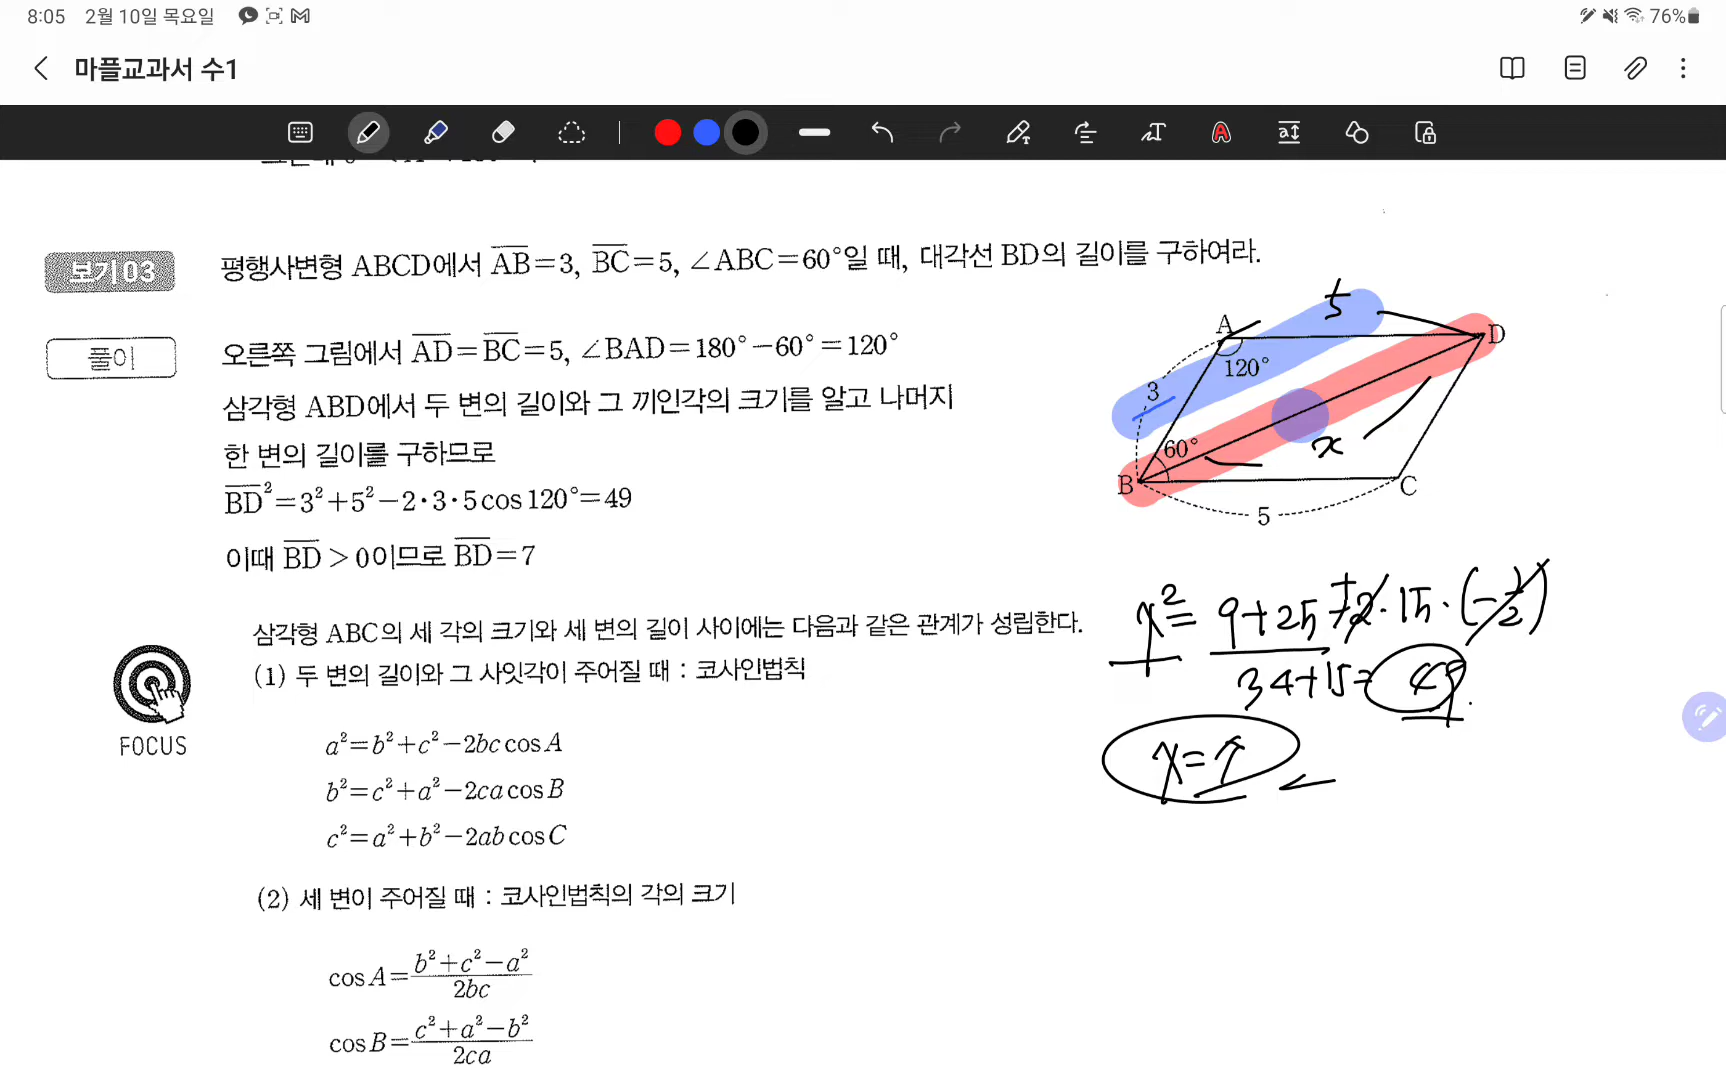 8:05 2월 10일 목요일 76%
마플교과서 수1
보기03
평행사변형 ABCD에서 AB=3, BC=5, ∠ABC=60°일 때, 대각선 BD의 길이를 구하여라.
풀이
오른쪽 그림에서 AD=BC=5, ∠BAD=180°−60°=120°
삼각형 ABD에서 두 변의 길이와 그 끼인각의 크기를 알고 나머지
한 변의 길이를 구하므로
BD²=3²+5²−2·3·5cos120°=49
이때 BD>0이므로 BD=7
A
5
D
120°
3
60°
x
B
C
5
x²=9+25+2·15·(−1/2)
34+15=49
x=7
FOCUS
삼각형 ABC의 세 각의 크기와 세 변의 길이 사이에는 다음과 같은 관계가 성립한다.
(1) 두 변의 길이와 그 사잇각이 주어질 때 : 코사인법칙
a²=b²+c²−2bc cos A
b²=c²+a²−2ca cos B
c²=a²+b²−2ab cos C
(2) 세 변이 주어질 때 : 코사인법칙의 각의 크기
cos A=b²+c²−a²/2bc
cos B=c²+a²−b²/2ca